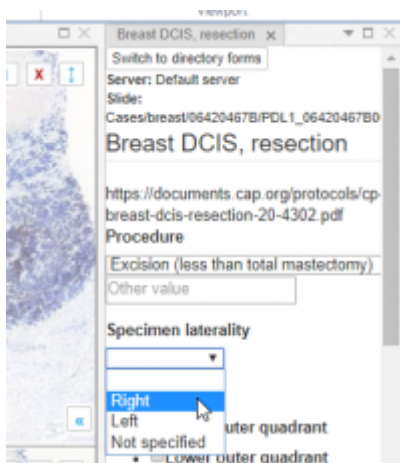 viewport
Breast DCIS, resection x
Switch to directory forms
Server: Default server
Slide:
Cases/breast/06420467B/PDL1_06420467B0
Breast DCIS, resection
https://documents.cap.org/protocols/cp-
breast-dcis-resection-20-4302.pdf
Procedure
Excision (less than total mastectomy)
Other value
Specimen laterality
Right
Left
Not specified
uter quadrant
Lower outer quadrant